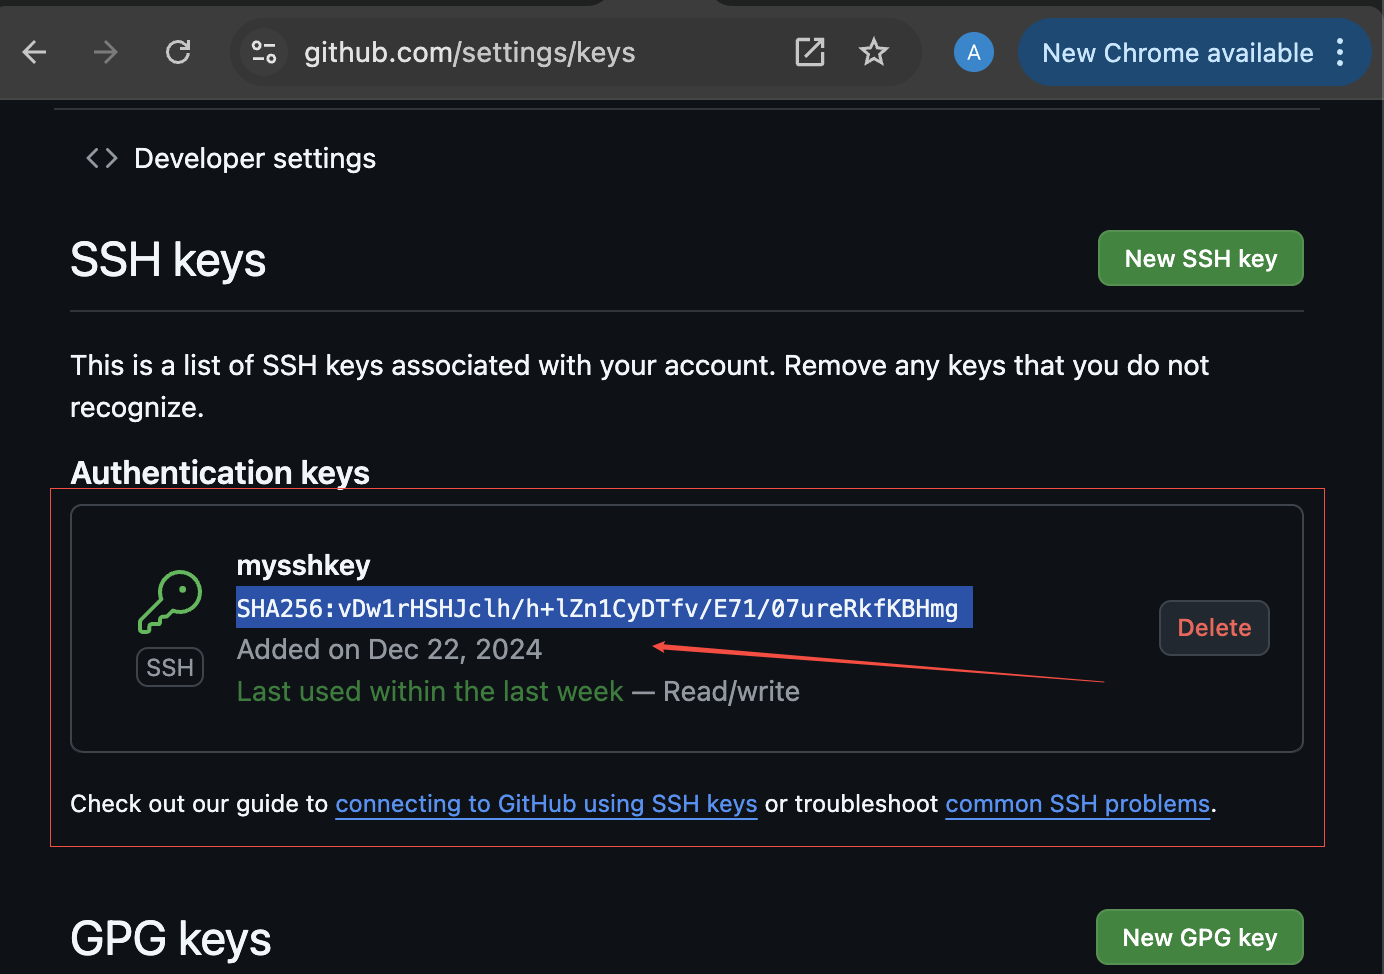 github.com/settings/keys
A
New Chrome available
Developer settings
SSH keys
New SSH key
This is a list of SSH keys associated with your account. Remove any keys that you do not
recognize.
Authentication keys
mysshkey
SHA256:vDw1rHSHJclh/h+lZn1CyDTfv/E71/07ureRkfKBHmg
Added on Dec 22, 2024
Last used within the last week — Read/write
SSH
Delete
Check out our guide to connecting to GitHub using SSH keys or troubleshoot common SSH problems.
GPG keys
New GPG key